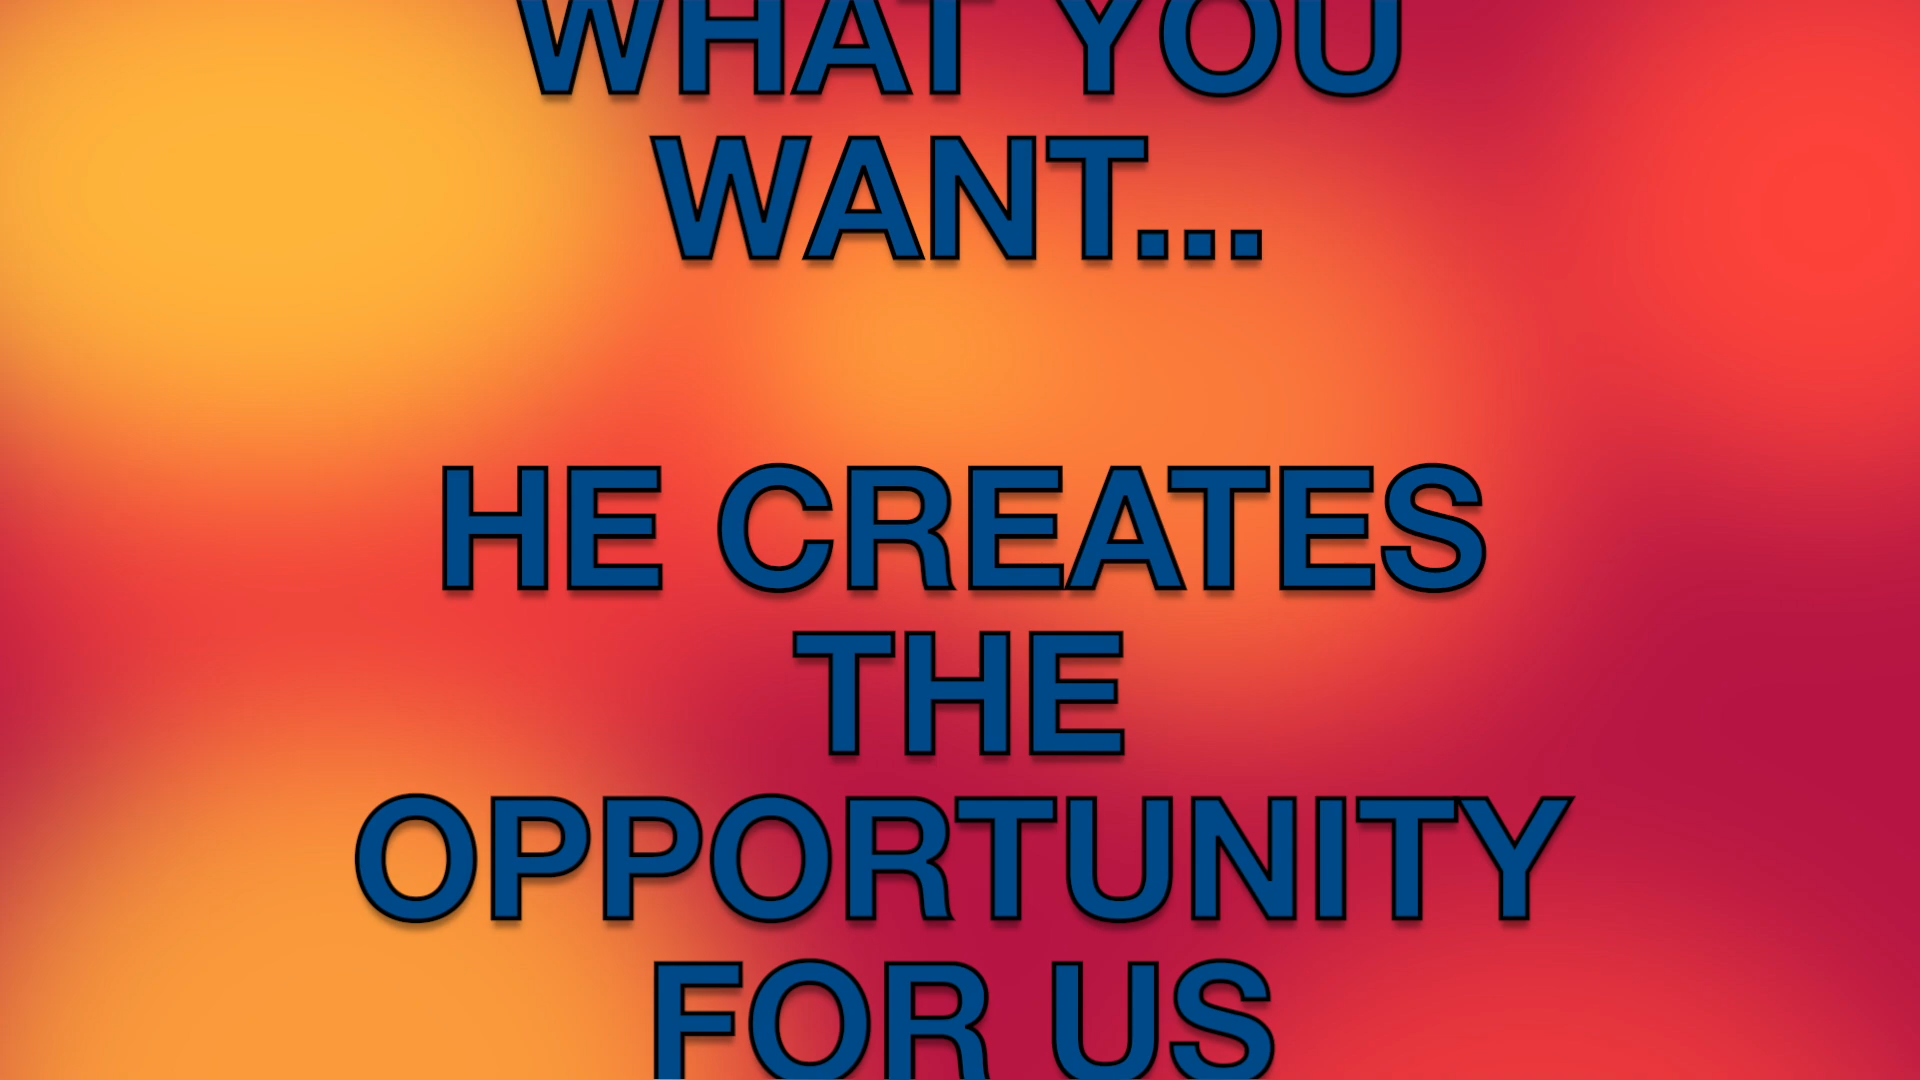 WHAT YOU
WANT...
HE CREATES
THE
OPPORTUNITY
FOR US